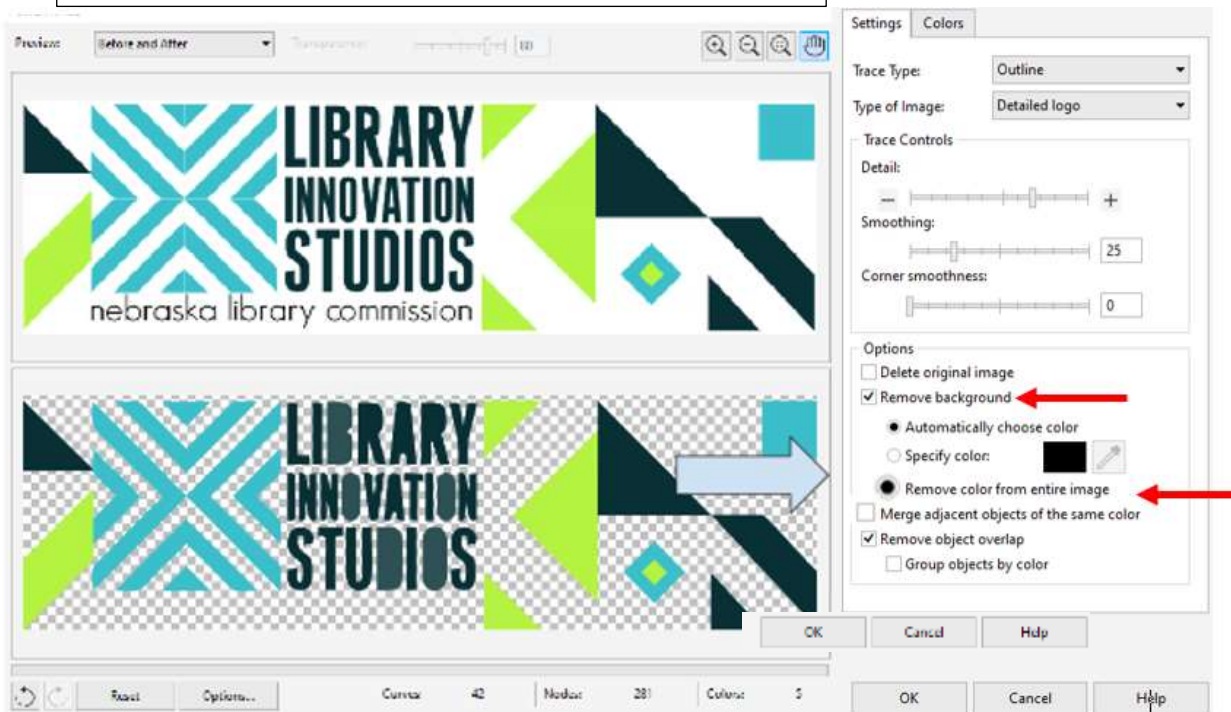 Preview: Before and After 80
LIBRARY
INNOVATION
STUDIOS
nebraska library commission
LIBRARY
INNOVATION
STUDIOS
Reset Options... Curves: 42 Nodes: 281 Colors: 5
Settings Colors
Trace Type: Outline
Type of Image: Detailed logo
Trace Controls
Detail:
Smoothing:
25
Corner smoothness:
0
Options
Delete original image
Remove background
Automatically choose color
Specify color:
Remove color from entire image
Merge adjacent objects of the same color
Remove object overlap
Group objects by color
OK Cancel Help
OK Cancel Help